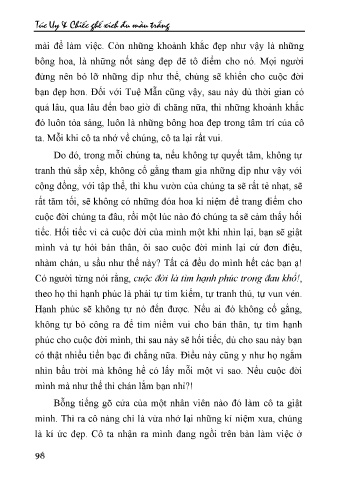 Túc Uy & Chiếc ghế xích đu màu trắng
mài để làm việc. Còn những khoảnh khắc đẹp như vậy là những
bông hoa, là những nốt sáng đẹp đẽ tô điểm cho nó. Mọi người
đừng nên bỏ lỡ những dịp như thế, chúng sẽ khiến cho cuộc đời
bạn đẹp hơn. Đối với Tuệ Mẫn cũng vậy, sau này dù thời gian có
quá lâu, qua lâu đến bao giờ đi chăng nữa, thì những khoảnh khắc
đó luôn tỏa sáng, luôn là những bông hoa đẹp trong tâm trí của cô
ta. Mỗi khi cô ta nhớ về chúng, cô ta lại rất vui.
Do đó, trong mỗi chúng ta, nếu không tự quyết tâm, không tự
tranh thủ sắp xếp, không cố gắng tham gia những dịp như vậy với
cộng đồng, với tập thể, thì khu vườn của chúng ta sẽ rất tẻ nhạt, sẽ
rất tăm tối, sẽ không có những đóa hoa kỉ niệm để trang điểm cho
cuộc đời chúng ta đâu, rồi một lúc nào đó chúng ta sẽ cảm thấy hối
tiếc. Hối tiếc vì cả cuộc đời của mình một khi nhìn lại, bạn sẽ giật
mình và tự hỏi bản thân, ôi sao cuộc đời mình lại cứ đơn điệu,
nhàm chán, u sầu như thế này? Tất cả đều do mình hết các bạn ạ!
Có người từng nói rằng, cuộc đời là tìm hạnh phúc trong đau khổ!,
theo họ thì hạnh phúc là phải tự tìm kiếm, tự tranh thủ, tự vun vén.
Hạnh phúc sẽ không tự nó đến được. Nếu ai đó không cố gắng,
không tự bỏ công ra để tìm niềm vui cho bản thân, tự tìm hạnh
phúc cho cuộc đời mình, thì sau này sẽ hối tiếc, dù cho sau này bạn
có thật nhiều tiền bạc đi chăng nữa. Điều này cũng y như họ ngắm
nhìn bầu trời mà không hề có lấy mỗi một vì sao. Nếu cuộc đời
mình mà như thế thì chán lắm bạn nhỉ?!
Bỗng tiếng gõ cửa của một nhân viên nào đó làm cô ta giật
mình. Thì ra cô nàng chỉ là vừa nhớ lại những kỉ niệm xưa, chúng
là kí ức đẹp. Cô ta nhận ra mình đang ngồi trên bàn làm việc ở
98